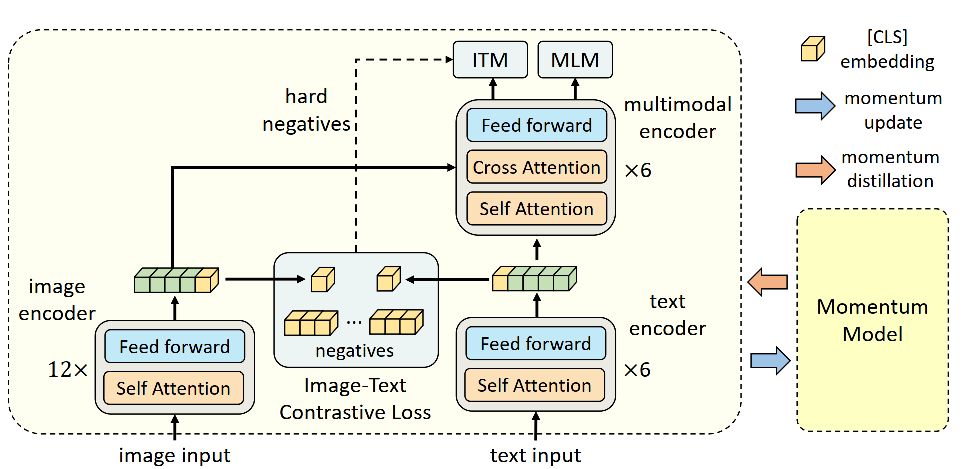 ITM
MLM
[CLS]
embedding
hard
negatives
Feed forward
Cross Attention
Self Attention
multimodal
encoder
×6
momentum
update
momentum
distillation
image
encoder
Feed forward
Self Attention
12×
...
negatives
Image-Text
Contrastive Loss
Feed forward
Self Attention
text
encoder
×6
Momentum
Model
image input
text input